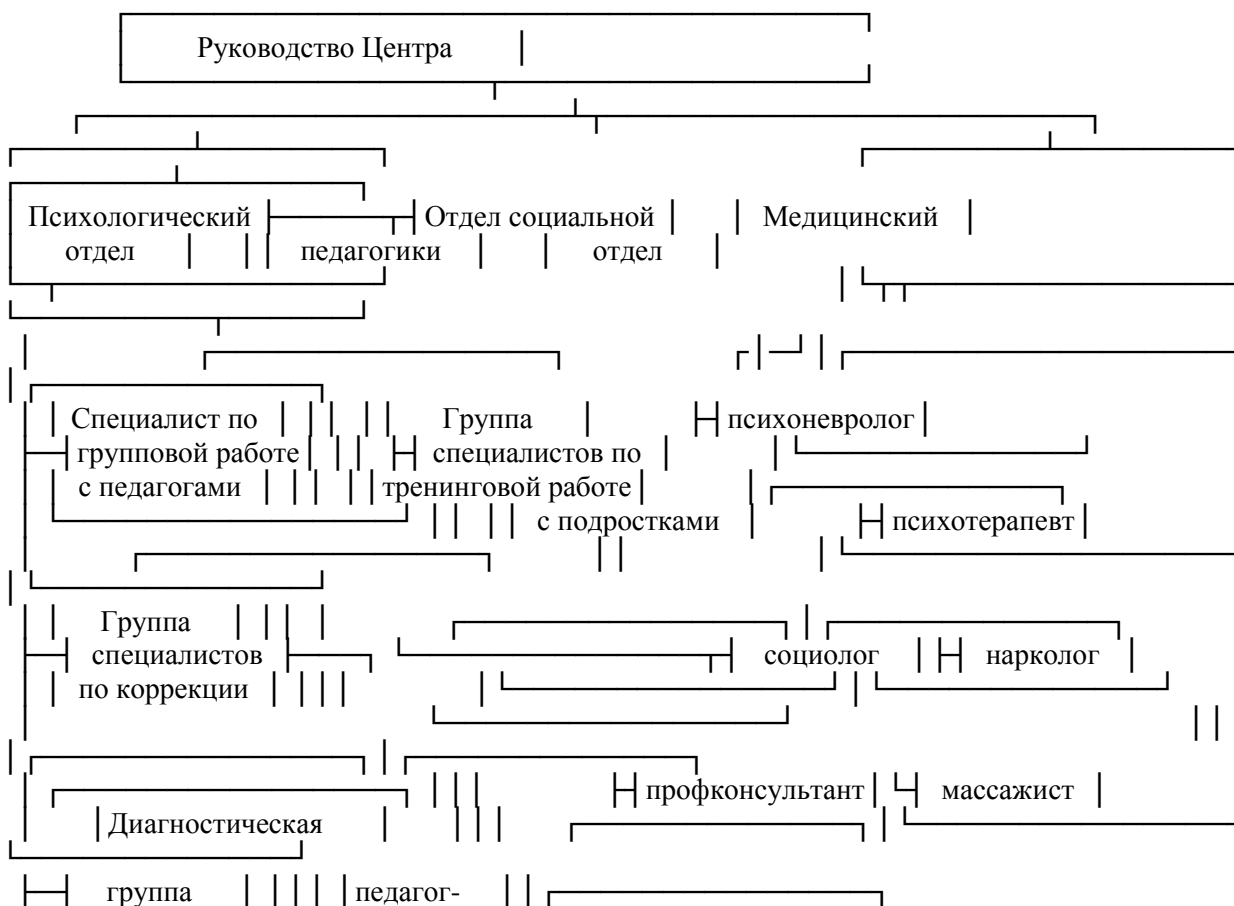 Руководство Центра
Психологический Отдел социальной Медицинский
отдел педагогики отдел
Специалист по Группа психоневролог
групповой работе специалистов по
с педагогами тренинговой работе
с подростками психотерапевт
Группа
специалистов социолог нарколог
по коррекции
профконсультант массажист
Диагностическая
группа педагог-